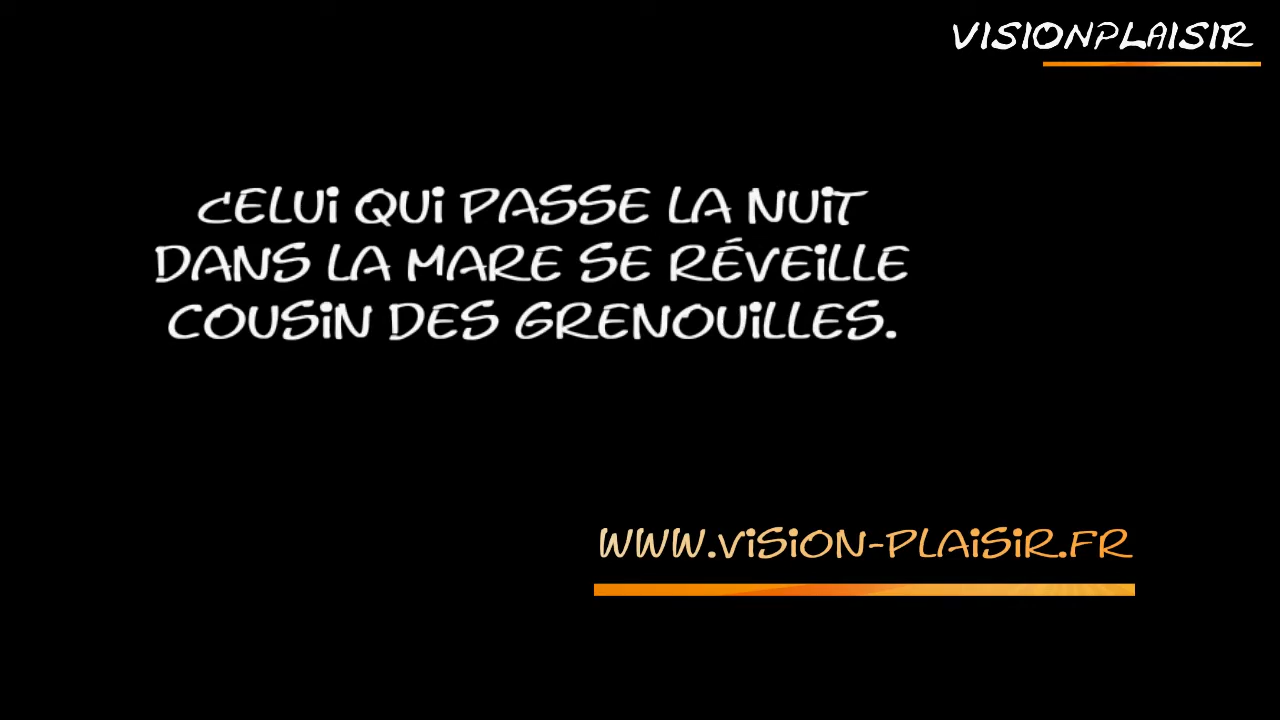 VISIONPLAISIR
CELUI QUI PASSE LA NUIT
DANS LA MARE SE RÉVEILLE
COUSIN DES GRENOUILLES.
WWW.VISION-PLAISIR.FR